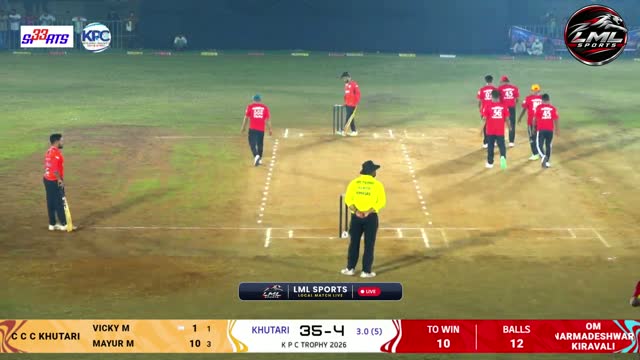 33
SPORTS
KPC
LML
SPORTS
LML SPORTS
LOCAL MATCH LIVE
LIVE
C C C KHUTARI
VICKY M 1 1
MAYUR M 10 3
KHUTARI 35-4 3.0 (5)
K P C TROPHY 2026
TO WIN
10
BALLS
12
OM
NARMADESHWAR
KIRAVALI